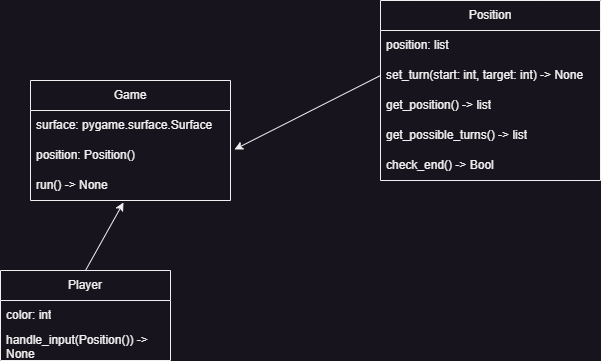 Position
position: list
set_turn(start: int, target: int) -> None
get_position() -> list
get_possible_turns() -> list
check_end() -> Bool
Game
surface: pygame.surface.Surface
position: Position()
run() -> None
Player
color: int
handle_input(Position()) ->
None